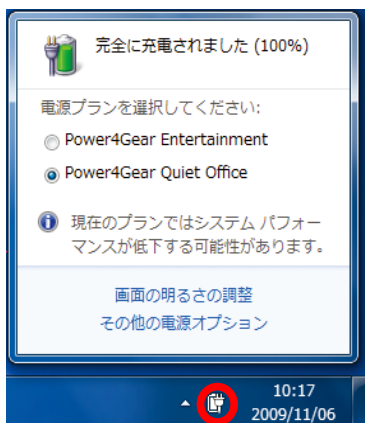 完全に充電されました (100%)
電源プランを選択してください:
Power4Gear Entertainment
Power4Gear Quiet Office
現在のプランではシステム パフォー
マンスが低下する可能性があります。
画面の明るさの調整
その他の電源オプション
10:17
2009/11/06